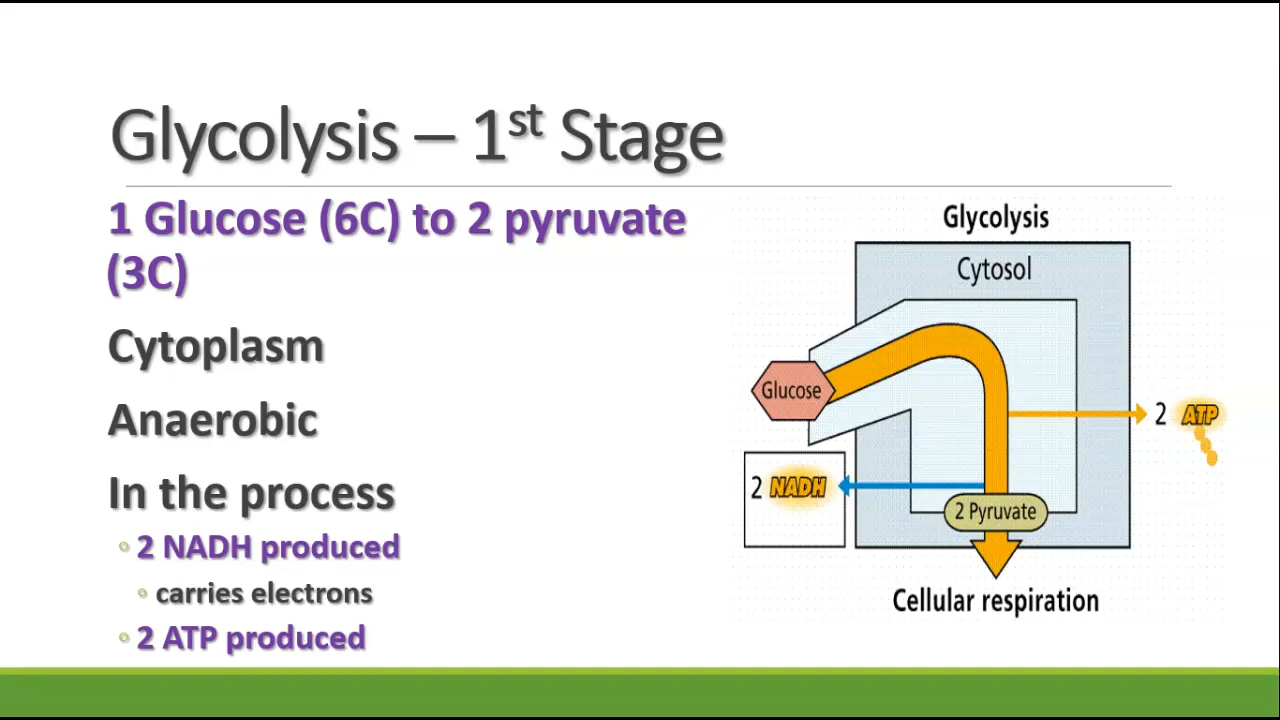 Glycolysis – 1st Stage
1 Glucose (6C) to 2 pyruvate
(3C)
Cytoplasm
Anaerobic
In the process
2 NADH produced
carries electrons
2 ATP produced
Glycolysis
Cytosol
Glucose
2 ATP
2 NADH
2 Pyruvate
Cellular respiration